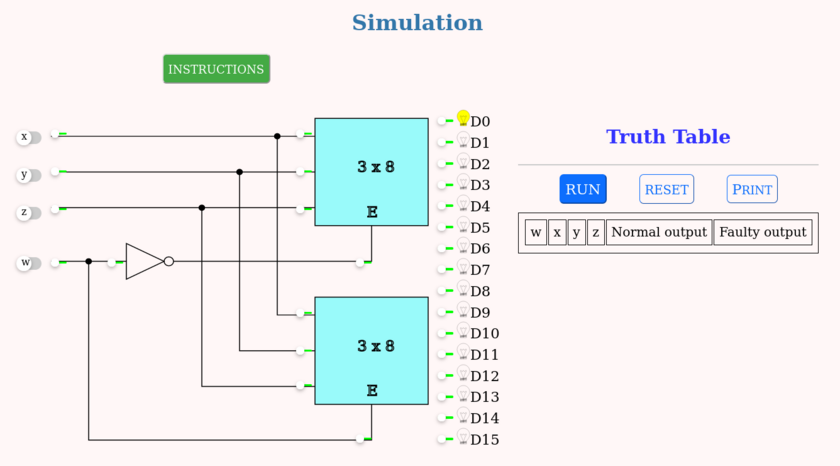 Simulation
INSTRUCTIONS
x
y
z
w
3 x 8
E
3 x 8
E
D0
D1
D2
D3
D4
D5
D6
D7
D8
D9
D10
D11
D12
D13
D14
D15
Truth Table
RUN RESET PRINT
w x y z Normal output Faulty output